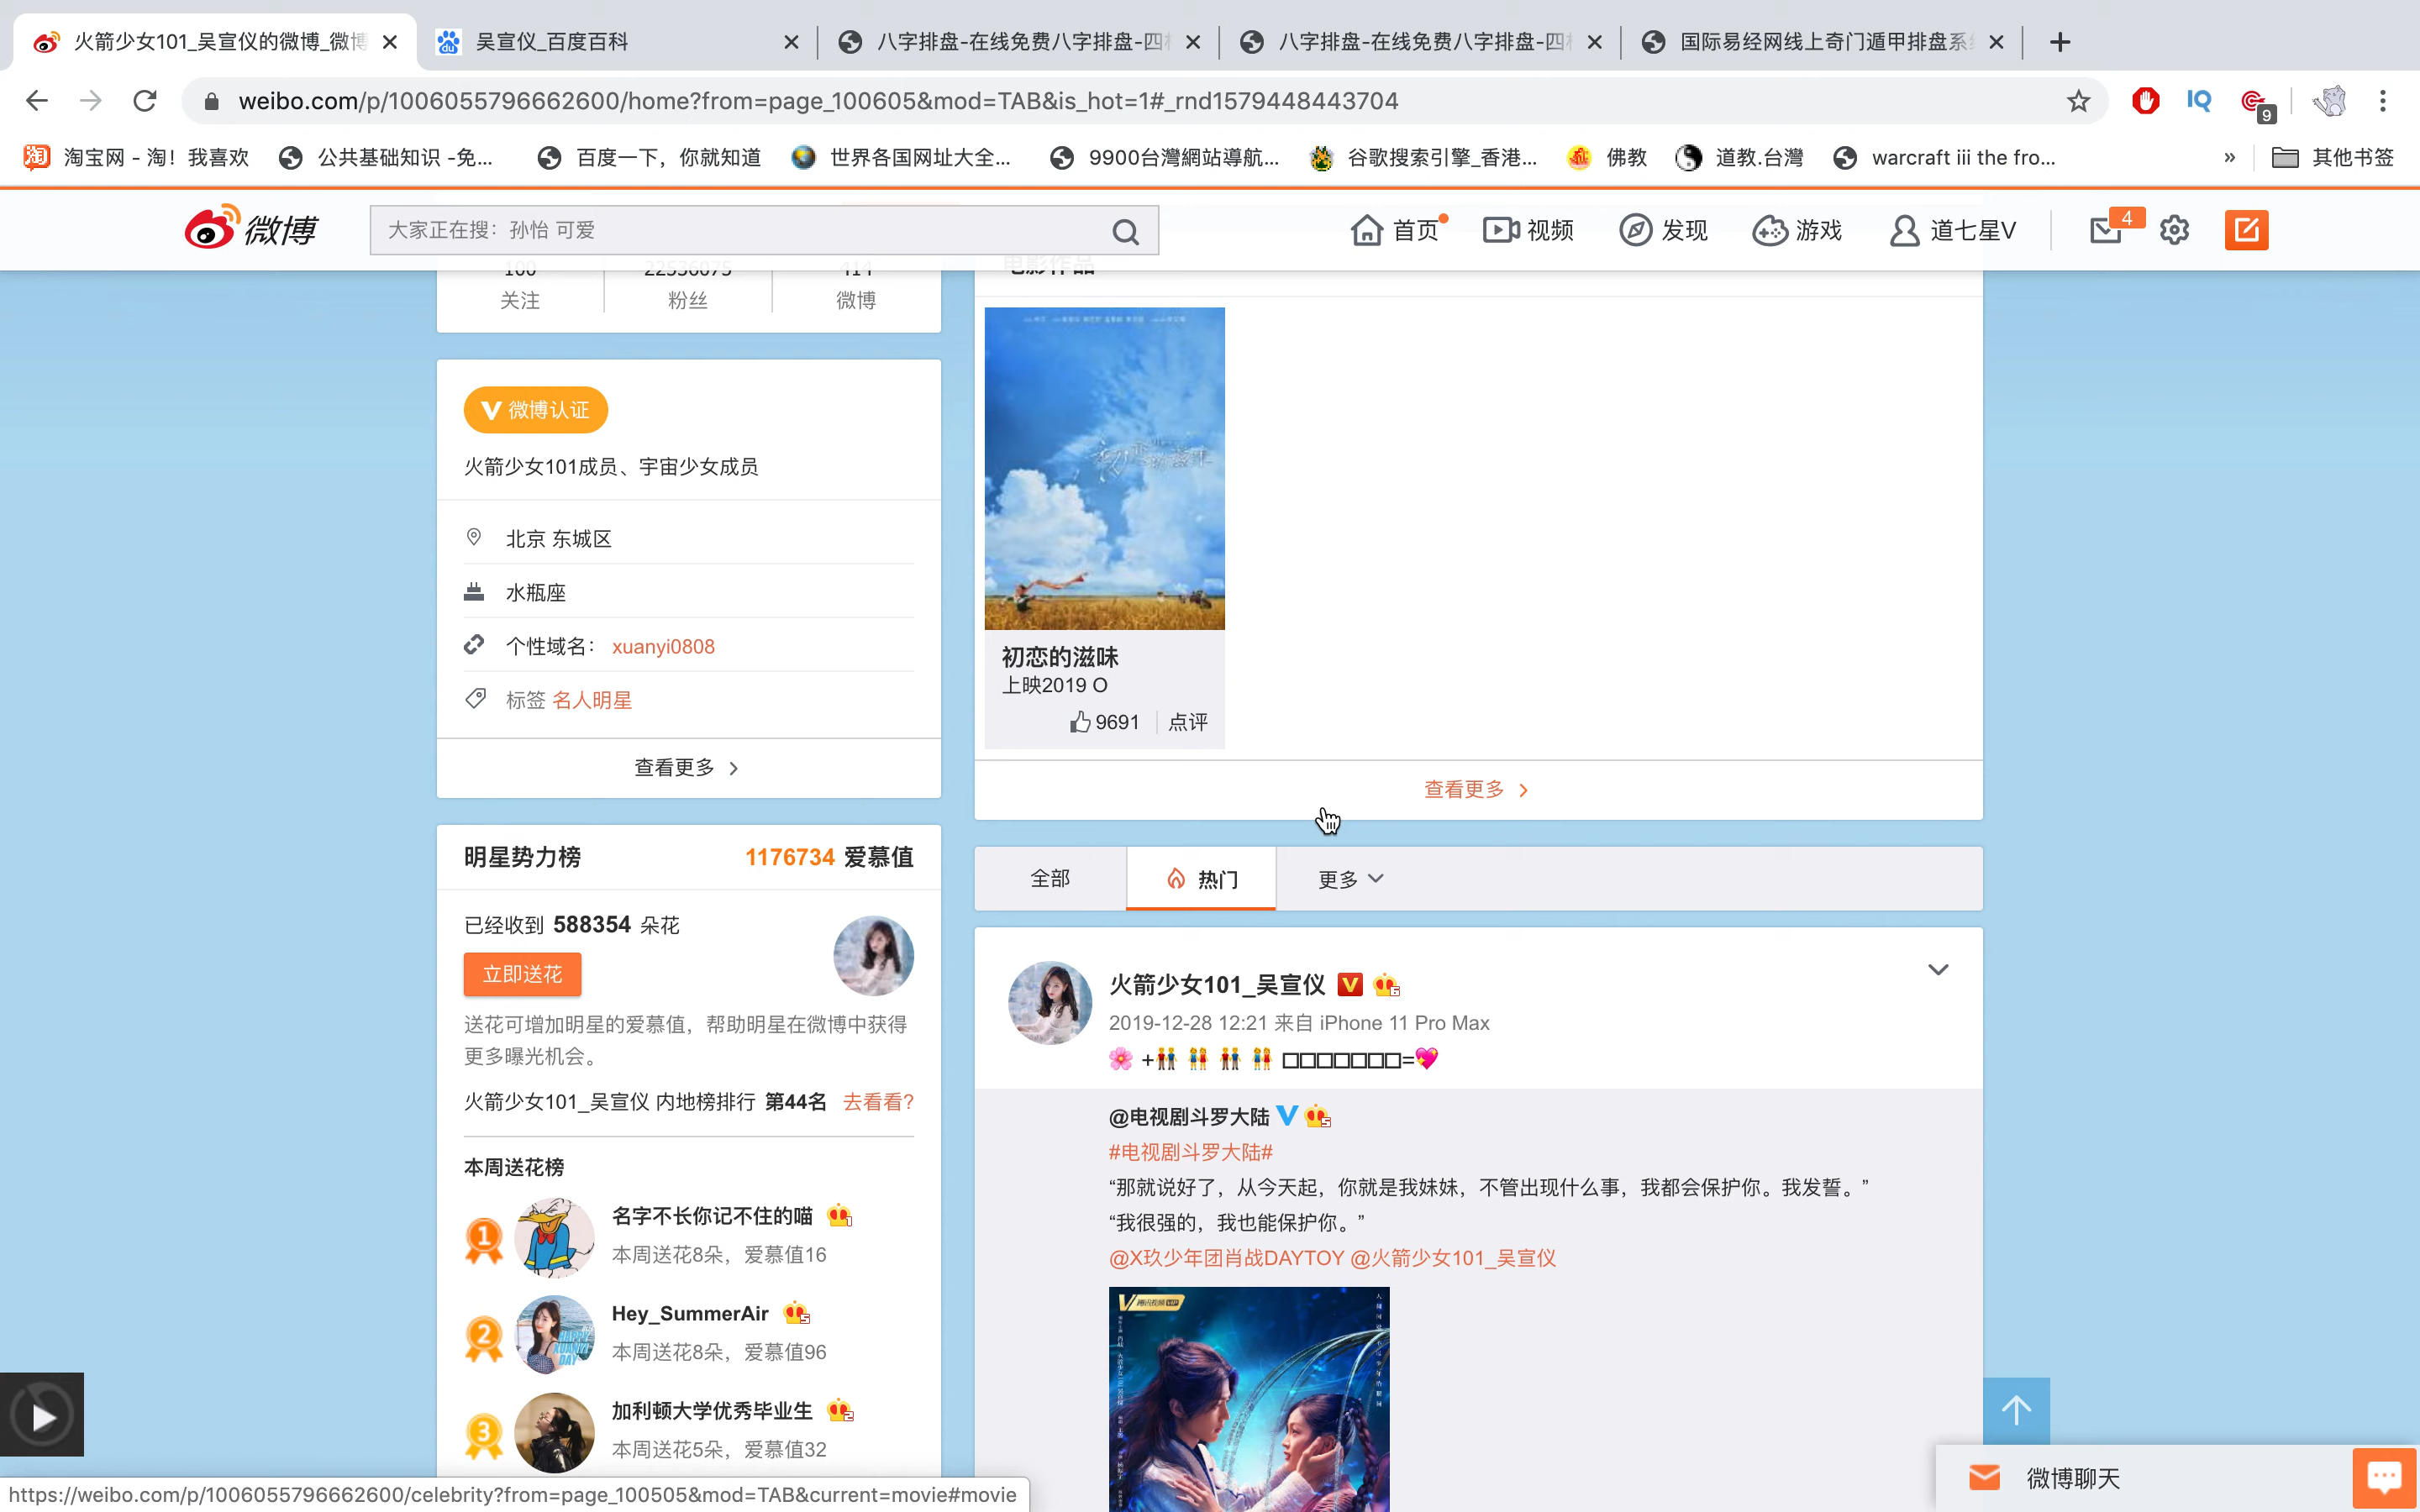 火箭少女101_吴宣仪的微博_微博
吴宣仪_百度百科
八字排盘-在线免费八字排盘-四
八字排盘-在线免费八字排盘-四
国际易经网线上奇门遁甲排盘系
weibo.com/p/1006055796662600/home?from=page_100605&mod=TAB&is_hot=1#_rnd1579448443704
IQ
9
淘宝网 - 淘！我喜欢
公共基础知识 -免...
百度一下，你就知道
世界各国网址大全...
9900台灣網站導航...
谷歌搜索引擎_香港...
佛教
道教.台灣
warcraft iii the fro...
»
其他书签
微博
大家正在搜：孙怡 可爱
首页
视频
发现
游戏
道七星V
4
100
22536075
414
关注
粉丝
微博
V 微博认证
火箭少女101成员、宇宙少女成员
北京 东城区
水瓶座
个性域名： xuanyi0808
标签 名人明星
查看更多 >
明星势力榜 1176734 爱慕值
已经收到 588354 朵花
立即送花
送花可增加明星的爱慕值，帮助明星在微博中获得
更多曝光机会。
火箭少女101_吴宣仪 内地榜排行 第44名 去看看?
本周送花榜
1
名字不长你记不住的喵
本周送花8朵，爱慕值16
2
Hey_SummerAir
本周送花8朵，爱慕值96
3
加利顿大学优秀毕业生
本周送花5朵，爱慕值32
电影作品
初恋的滋味
初恋的滋味
上映2019 O
9691 点评
查看更多 >
全部
热门
更多
火箭少女101_吴宣仪 V
2019-12-28 12:21 来自 iPhone 11 Pro Max
🌸 +👬 👭 👬 👭 □□□□□□□=💖
@电视剧斗罗大陆 V
#电视剧斗罗大陆#
“那就说好了，从今天起，你就是我妹妹，不管出现什么事，我都会保护你。我发誓。”
“我很强的，我也能保护你。”
@X玖少年团肖战DAYTOY @火箭少女101_吴宣仪
腾讯视频 VIP
微博聊天
https://weibo.com/p/1006055796662600/celebrity?from=page_100505&mod=TAB&current=movie#movie